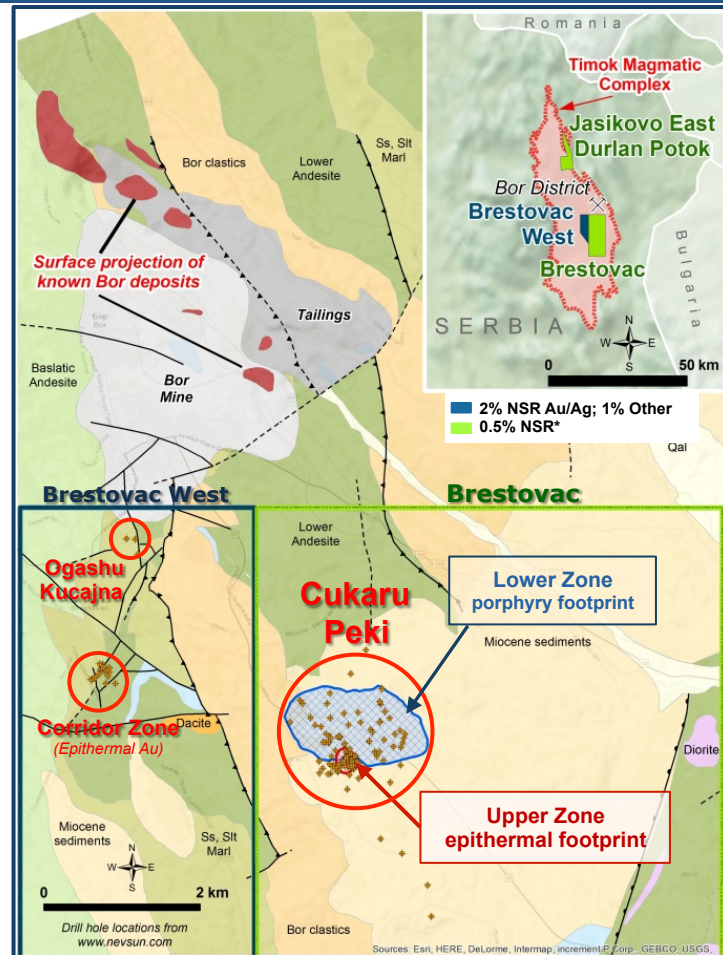 Romania
Timok Magmatic
Complex
Jasikovo East
Durlan Potok
Bor District
Brestovac
West
Brestovac
Bulgaria
SERBIA
N
W
E
S
0
50 km
2% NSR Au/Ag; 1% Other
0.5% NSR*
Bor clastics
Lower
Andesite
Ss, Slt
Marl
Surface projection of
known Bor deposits
Tailings
Бор
Bor
Baslatic
Andesite
Bor
Mine
Qal
Brestovac West
Brestovac
Ogashu
Kucajna
Corridor Zone
(Epithermal Au)
Dacite
Miocene
sediments
Ss, Slt
Marl
N
W
E
S
0
2 km
Drill hole locations from
www.nevsun.com
Lower
Andesite
Cukaru
Peki
Lower Zone
porphyry footprint
Miocene sediments
Diorite
Upper Zone
epithermal footprint
Bor clastics
Sources: Esri, HERE, DeLorme, Intermap, increment P Corp., GEBCO, USGS,